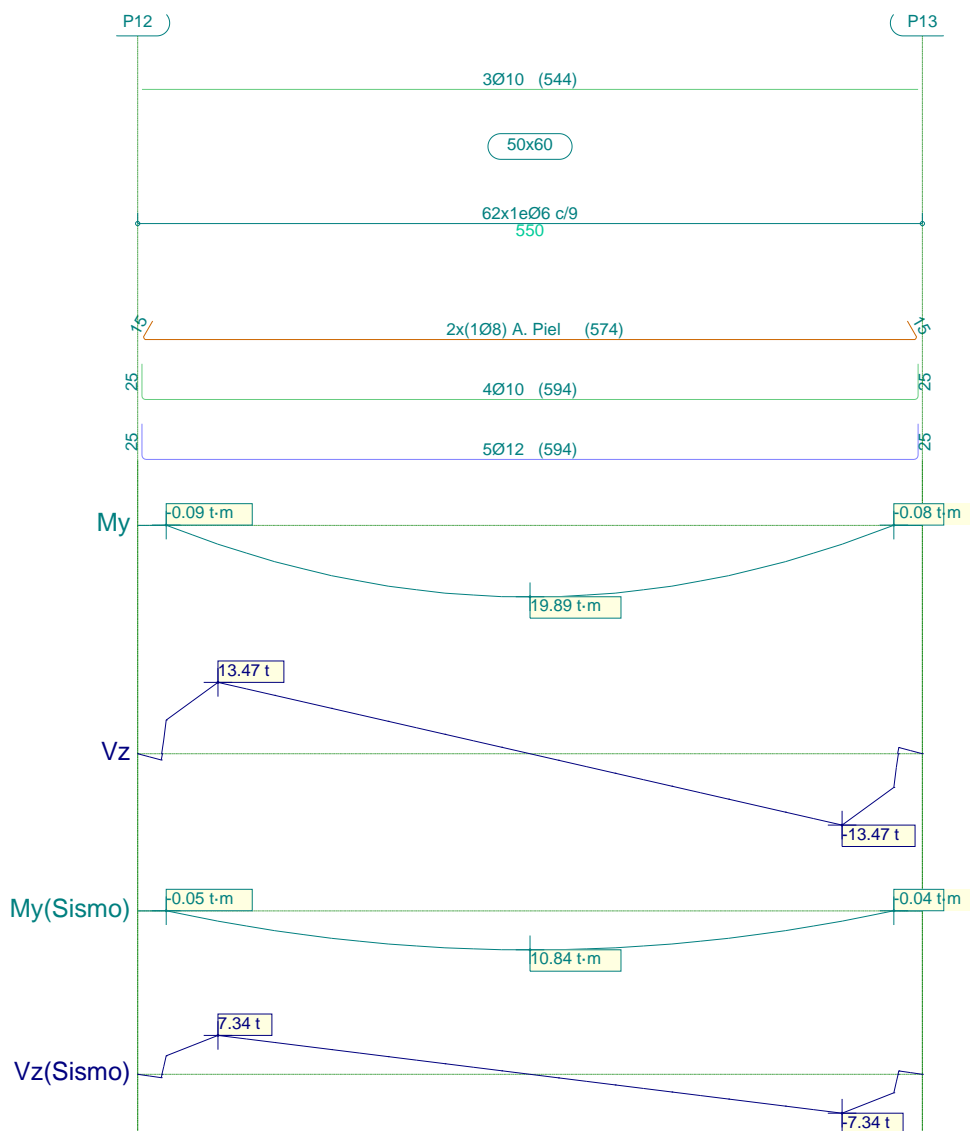 P12 P13
3Ø10 (544)
50x60
62x1eØ6 c/9
550
15 2x(1Ø8) A. Piel (574) 15
25 4Ø10 (594) 25
25 5Ø12 (594) 25
My -0.09 t·m -0.08 t·m
19.89 t·m
13.47 t
Vz
-13.47 t
My(Sismo) -0.05 t·m -0.04 t·m
10.84 t·m
7.34 t
Vz(Sismo)
-7.34 t